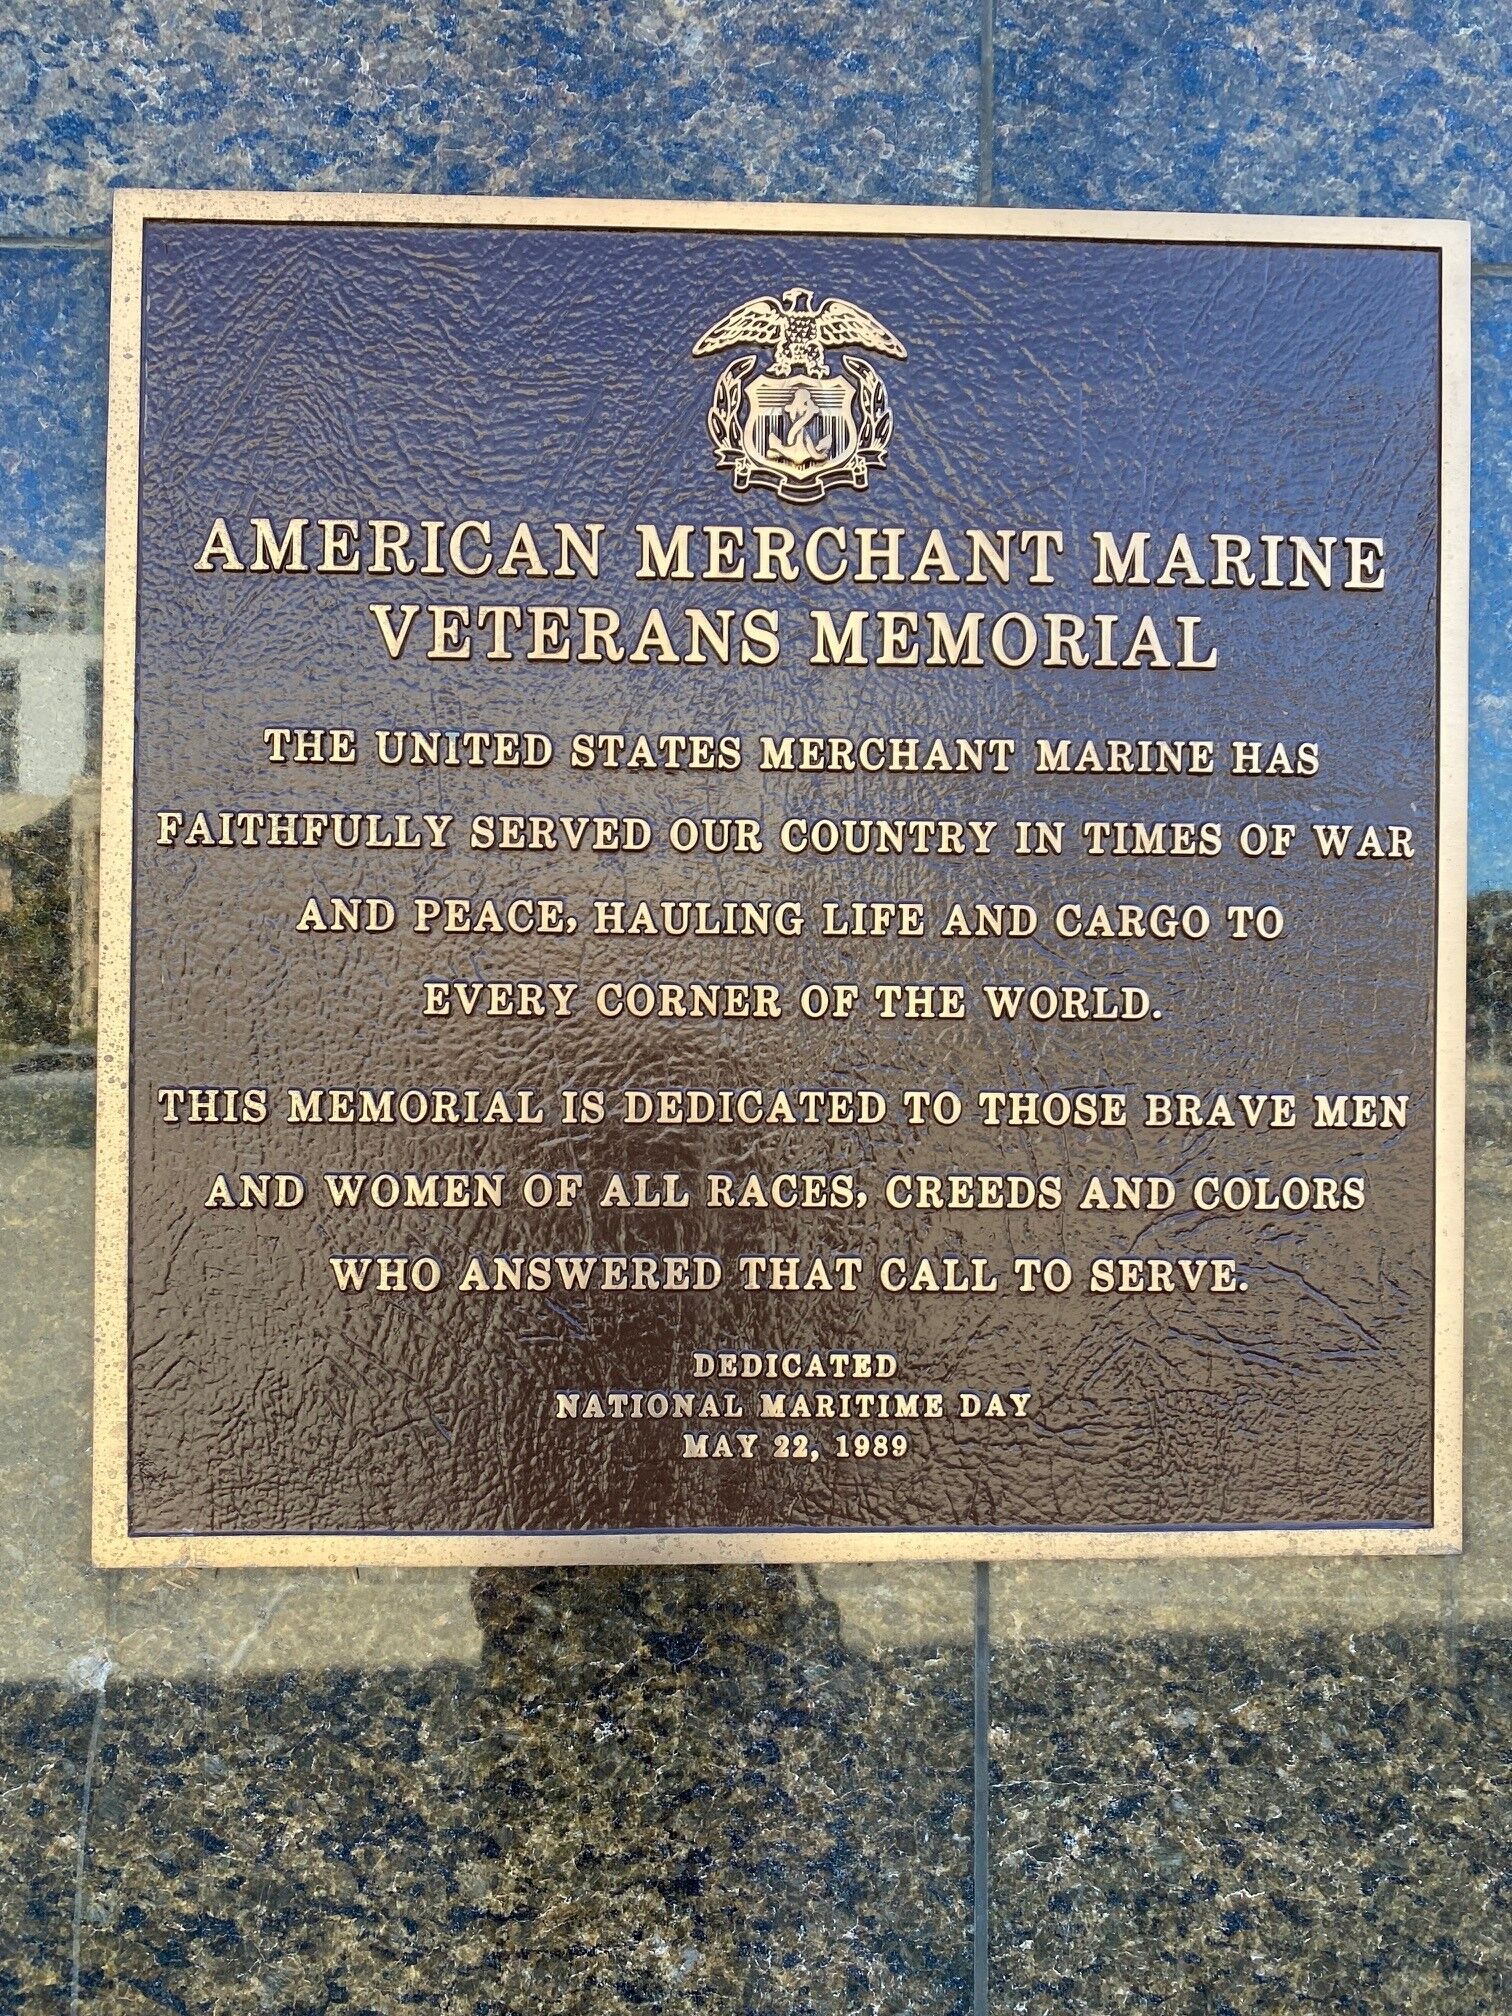 AMERICAN MERCHANT MARINE
VETERANS MEMORIAL
THE UNITED STATES MERCHANT MARINE HAS
FAITHFULLY SERVED OUR COUNTRY IN TIMES OF WAR
AND PEACE, HAULING LIFE AND CARGO TO
EVERY CORNER OF THE WORLD.
THIS MEMORIAL IS DEDICATED TO THOSE BRAVE MEN
AND WOMEN OF ALL RACES, CREEDS AND COLORS
WHO ANSWERED THAT CALL TO SERVE.
DEDICATED
NATIONAL MARITIME DAY
MAY 22, 1989